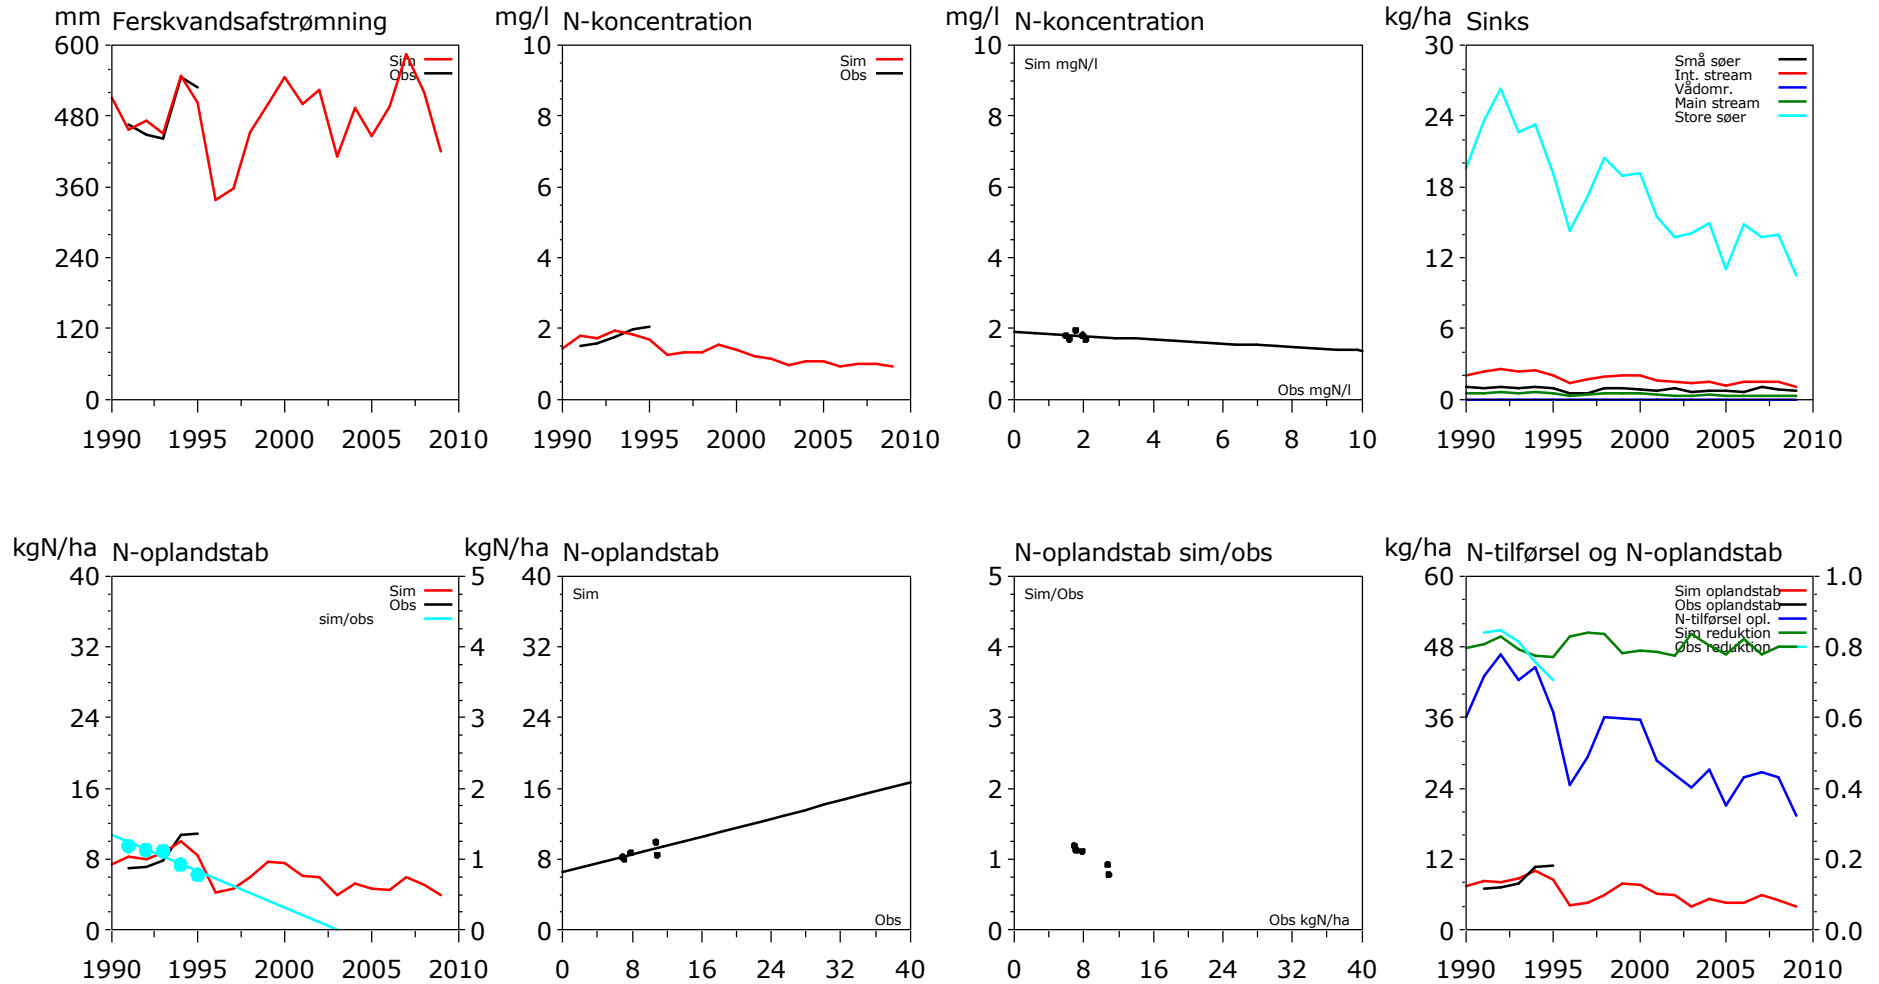 mm Ferskvandsafstrømning
600
480
360
240
120
0
1990 1995 2000 2005 2010
Sim
Obs
mg/l N-koncentration
10
8
6
4
2
0
1990 1995 2000 2005 2010
Sim
Obs
mg/l N-koncentration
10
8
6
4
2
0
0 2 4 6 8 10
Sim mgN/l
Obs mgN/l
kg/ha Sinks
30
24
18
12
6
0
1990 1995 2000 2005 2010
Små søer
Int. stream
Vådomr.
Main stream
Store søer
kgN/ha N-oplandstab
40
32
24
16
8
0
1990 1995 2000 2005 2010
Sim
Obs
sim/obs
5
4
3
2
1
0
kgN/ha N-oplandstab
40
32
24
16
8
0
0 8 16 24 32 40
Sim
Obs
N-oplandstab sim/obs
5
4
3
2
1
0
0 8 16 24 32 40
Sim/Obs
Obs kgN/ha
kg/ha N-tilførsel og N-oplandstab
60
48
36
24
12
0
1990 1995 2000 2005 2010
Sim oplandstab
Obs oplandstab
N-tilførsel opl.
Sim reduktion
Obs reduktion
1.0
0.8
0.6
0.4
0.2
0.0